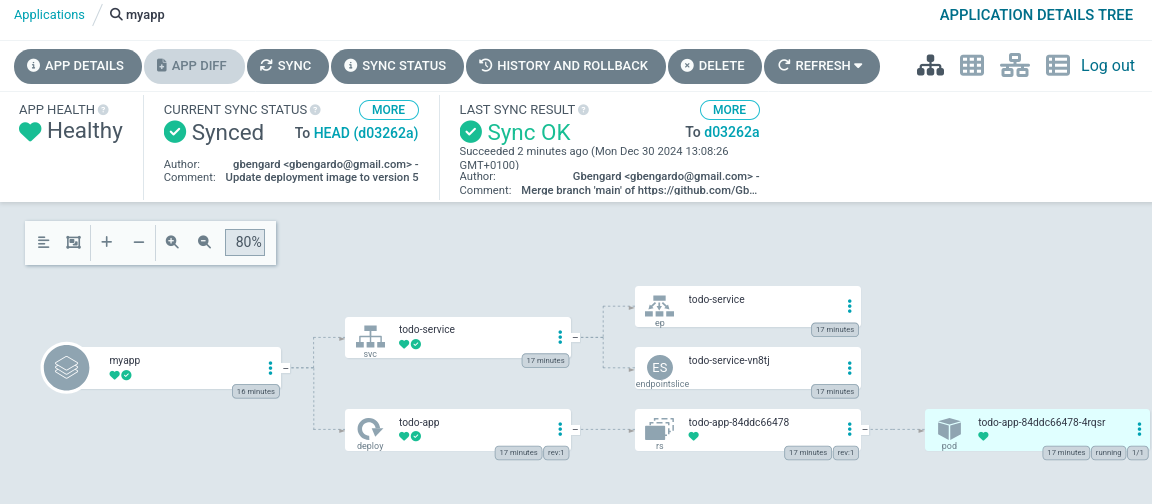 Applications / myapp
APPLICATION DETAILS TREE
APP DETAILS
APP DIFF
SYNC
SYNC STATUS
HISTORY AND ROLLBACK
DELETE
REFRESH
Log out
APP HEALTH
Healthy
CURRENT SYNC STATUS
MORE
Synced
To HEAD (d03262a)
Author: gbengard <gbengardo@gmail.com> -
Comment: Update deployment image to version 5
LAST SYNC RESULT
MORE
Sync OK
To d03262a
Succeeded 2 minutes ago (Mon Dec 30 2024 13:08:26
GMT+0100)
Author: Gbengard <gbengardo@gmail.com> -
Comment: Merge branch 'main' of https://github.com/Gb...
80%
myapp
16 minutes
todo-service
svc
17 minutes
todo-app
deploy
17 minutes rev:1
todo-service
ep
17 minutes
ES
todo-service-vn8tj
endpointslice
17 minutes
todo-app-84ddc66478
rs
17 minutes rev:1
todo-app-84ddc66478-4rqsr
pod
17 minutes running 1/1